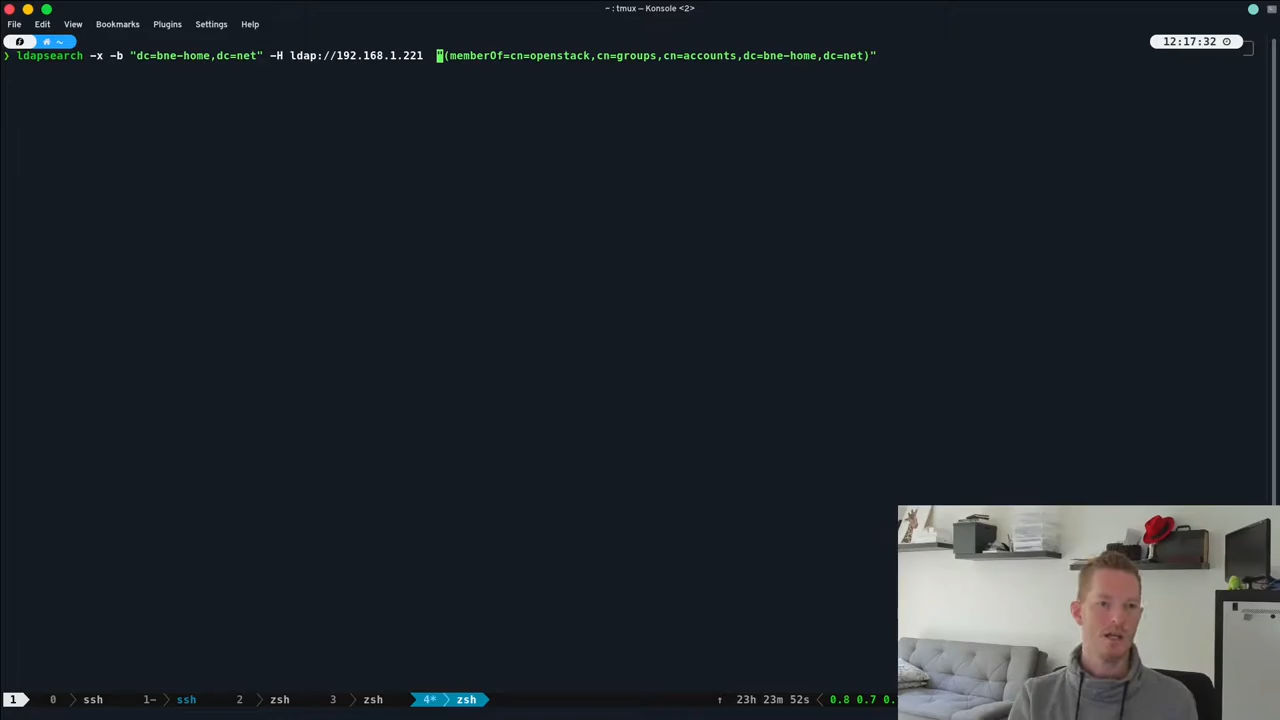 ~ : tmux — Konsole <2>
File Edit View Bookmarks Plugins Settings Help
~ 12:17:32
❯ ldapsearch -x -b "dc=bne-home,dc=net" -H ldap://192.168.1.221  "(memberOf=cn=openstack,cn=groups,cn=accounts,dc=bne-home,dc=net)"
1 0 ssh 1- ssh 2 zsh 3 zsh 4* zsh ↑ 23h 23m 52s 0.8 0.7 0.